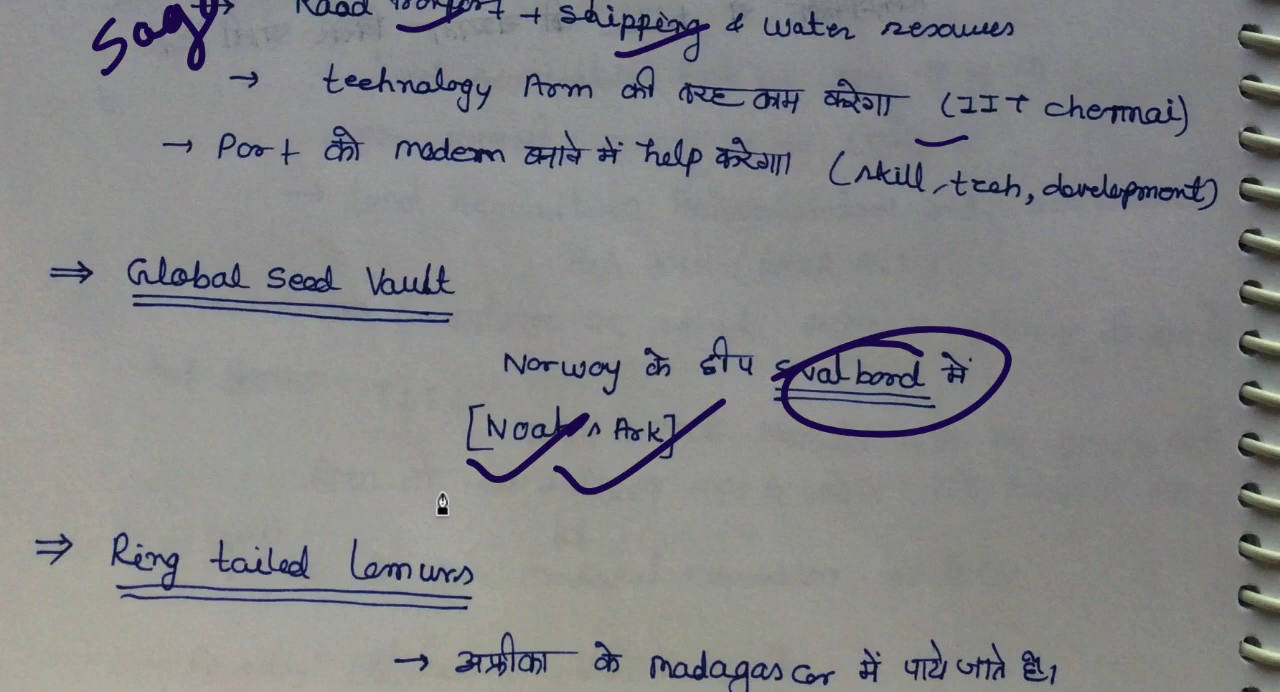 Sag → Road + Shipping & Water resources
→ technology Arm की तरह काम करेगा (IIT chennai)
→ Port को modern बनाने में help करेगा (skill, tech, development)
⇒ Global Seed Vault
Norway के द्वीप Svalbard में
[Noah's Ark]
⇒ Ring tailed Lemurs
→ अफ्रीका के madagascar में पाये जाते है।